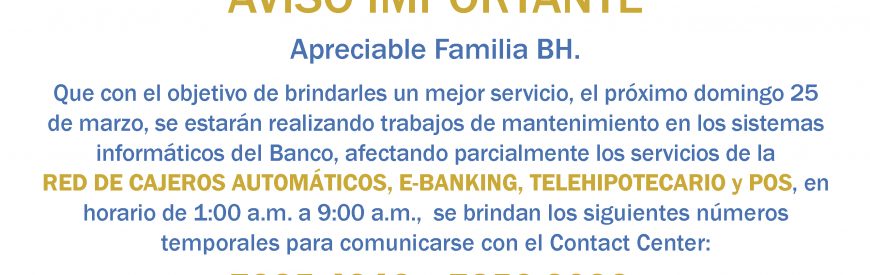 AVISO IMPORTANTE
Apreciable Familia BH.
Que con el objetivo de brindarles un mejor servicio, el próximo domingo 25
de marzo, se estarán realizando trabajos de mantenimiento en los sistemas
informáticos del Banco, afectando parcialmente los servicios de la
RED DE CAJEROS AUTOMÁTICOS, E-BANKING, TELEHIPOTECARIO y POS, en
horario de 1:00 a.m. a 9:00 a.m., se brindan los siguientes números
temporales para comunicarse con el Contact Center: